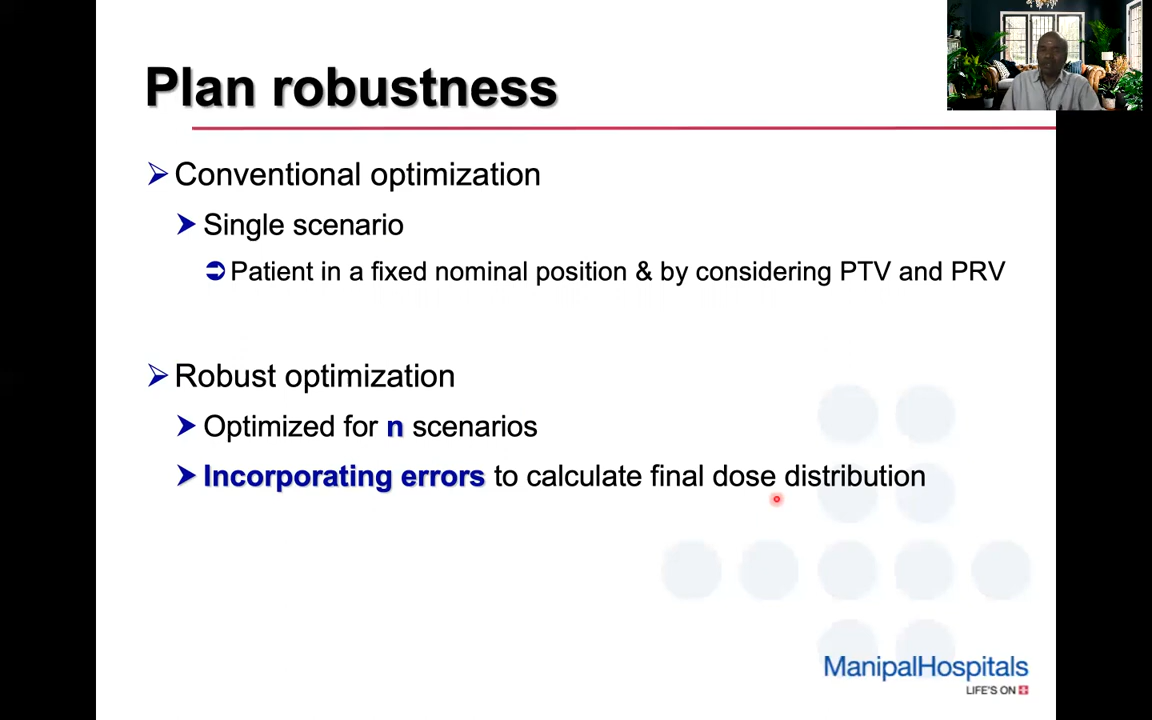 Plan robustness
Conventional optimization
Single scenario
Patient in a fixed nominal position & by considering PTV and PRV
Robust optimization
Optimized for n scenarios
Incorporating errors to calculate final dose distribution
ManipalHospitals
LIFE'S ON